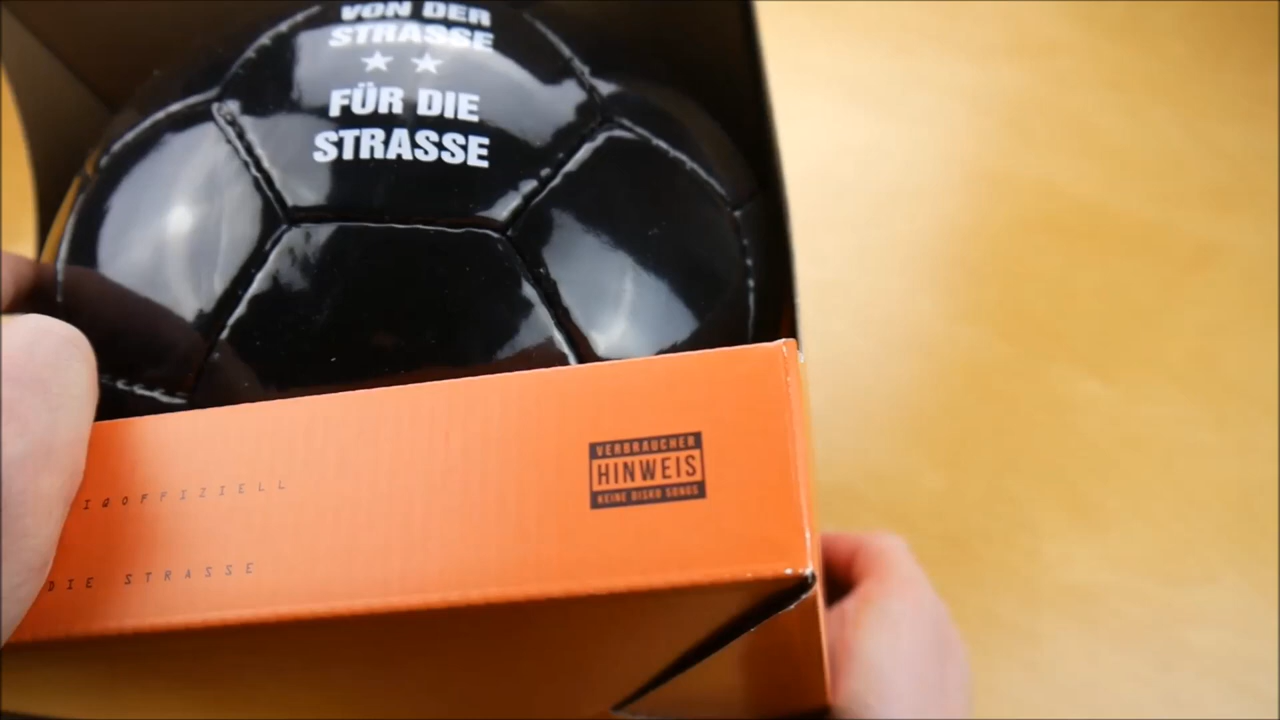 VON DER
STRASSE
★ ★
FÜR DIE
STRASSE
IQOFFIZIELL
DIE STRASSE
VERBRAUCHER
HINWEIS
KEINE DISKO SONGS